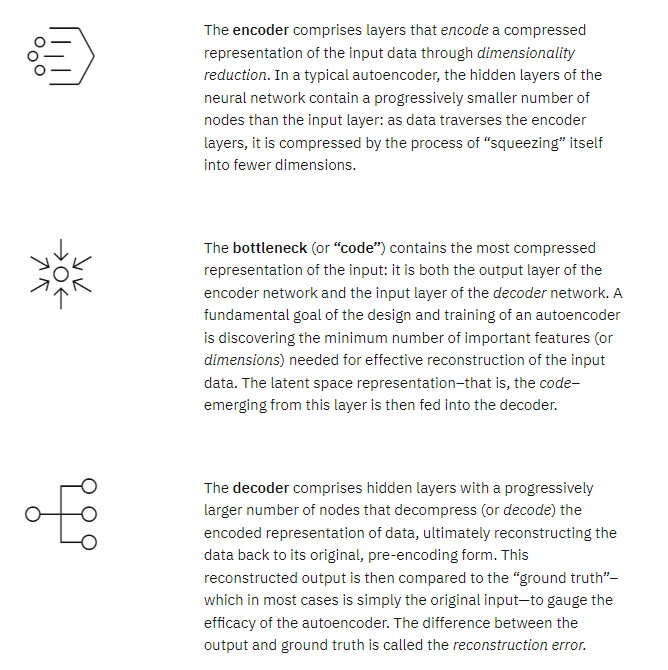 The encoder comprises layers that encode a compressed
representation of the input data through dimensionality
reduction. In a typical autoencoder, the hidden layers of the
neural network contain a progressively smaller number of
nodes than the input layer: as data traverses the encoder
layers, it is compressed by the process of “squeezing” itself
into fewer dimensions.
The bottleneck (or “code”) contains the most compressed
representation of the input: it is both the output layer of the
encoder network and the input layer of the decoder network. A
fundamental goal of the design and training of an autoencoder
is discovering the minimum number of important features (or
dimensions) needed for effective reconstruction of the input
data. The latent space representation–that is, the code–
emerging from this layer is then fed into the decoder.
The decoder comprises hidden layers with a progressively
larger number of nodes that decompress (or decode) the
encoded representation of data, ultimately reconstructing the
data back to its original, pre-encoding form. This
reconstructed output is then compared to the “ground truth”–
which in most cases is simply the original input—to gauge the
efficacy of the autoencoder. The difference between the
output and ground truth is called the reconstruction error.